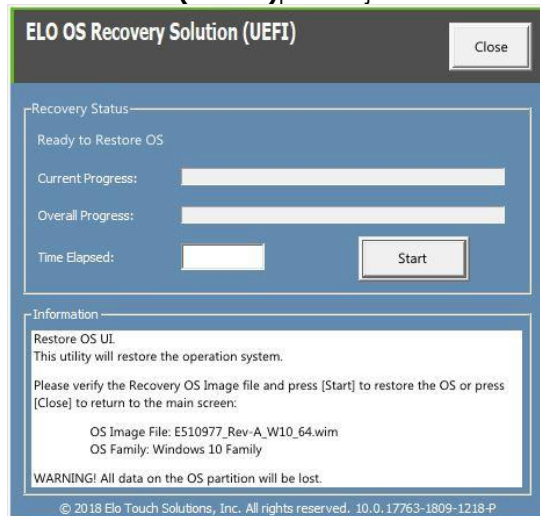 ELO OS Recovery Solution (UEFI)
Close
Recovery Status
Ready to Restore OS
Current Progress:
Overall Progress:
Time Elapsed:
Start
Information
Restore OS UI.
This utility will restore the operation system.
Please verify the Recovery OS Image file and press [Start] to restore the OS or press
[Close] to return to the main screen:
OS Image File: E510977_Rev-A_W10_64.wim
OS Family: Windows 10 Family
WARNING! All data on the OS partition will be lost.
© 2018 Elo Touch Solutions, Inc. All rights reserved. 10.0.17763-1809-1218-P